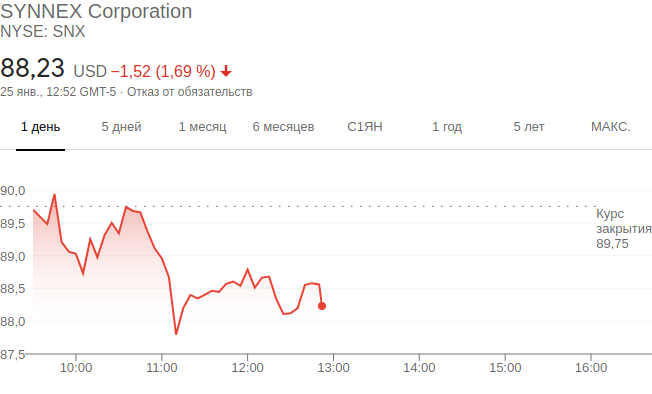 SYNNEX Corporation
NYSE: SNX
88,23 USD −1,52 (1,69 %)
25 янв., 12:52 GMT-5 · Отказ от обязательств
1 день 5 дней 1 месяц 6 месяцев С1ЯН 1 год 5 лет МАКС.
90,0
89,5
89,0
88,5
88,0
87,5
Курс
закрытия
89,75
10:00 11:00 12:00 13:00 14:00 15:00 16:00